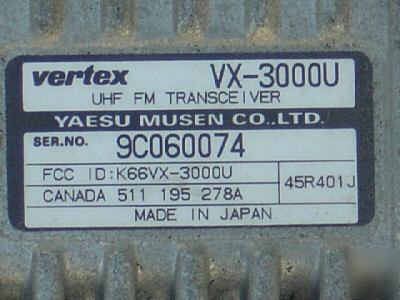 vertex VX-3000U
UHF FM TRANSCEIVER
YAESU MUSEN CO.,LTD.
SER.NO. 9C060074
FCC ID:K66VX-3000U
CANADA 511 195 278A
45R401J
MADE IN JAPAN